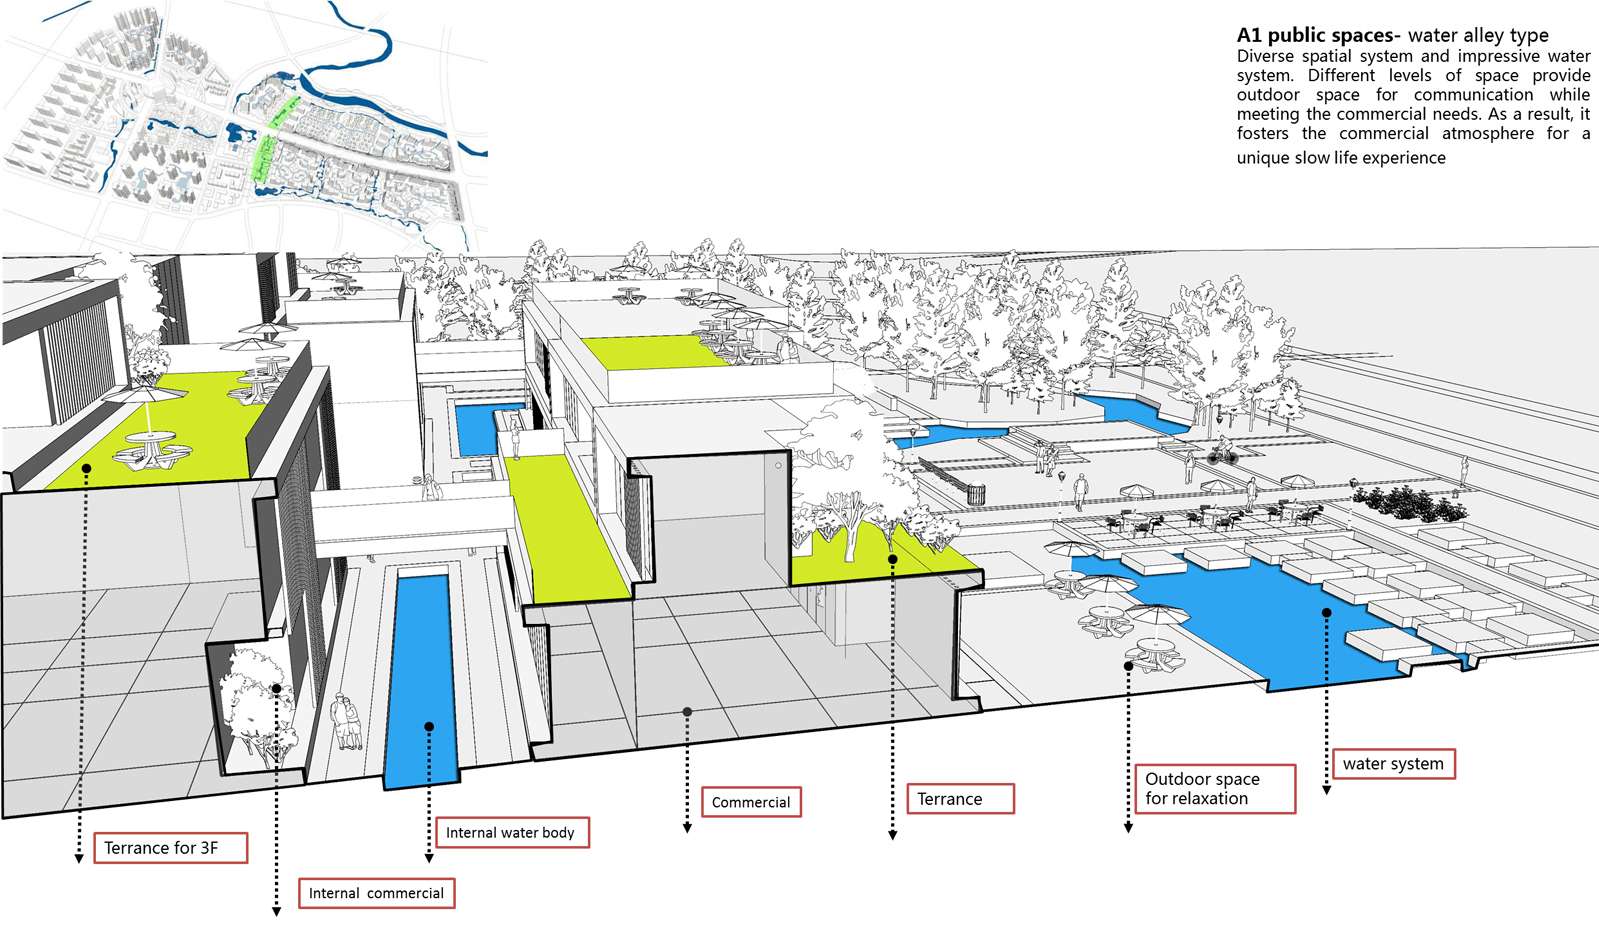 A1 public spaces- water alley type
Diverse spatial system and impressive water
system. Different levels of space provide
outdoor space for communication while
meeting the commercial needs. As a result, it
fosters the commercial atmosphere for a
unique slow life experience
water system
Outdoor space
for relaxation
Terrance
Commercial
Internal water body
Terrance for 3F
Internal commercial